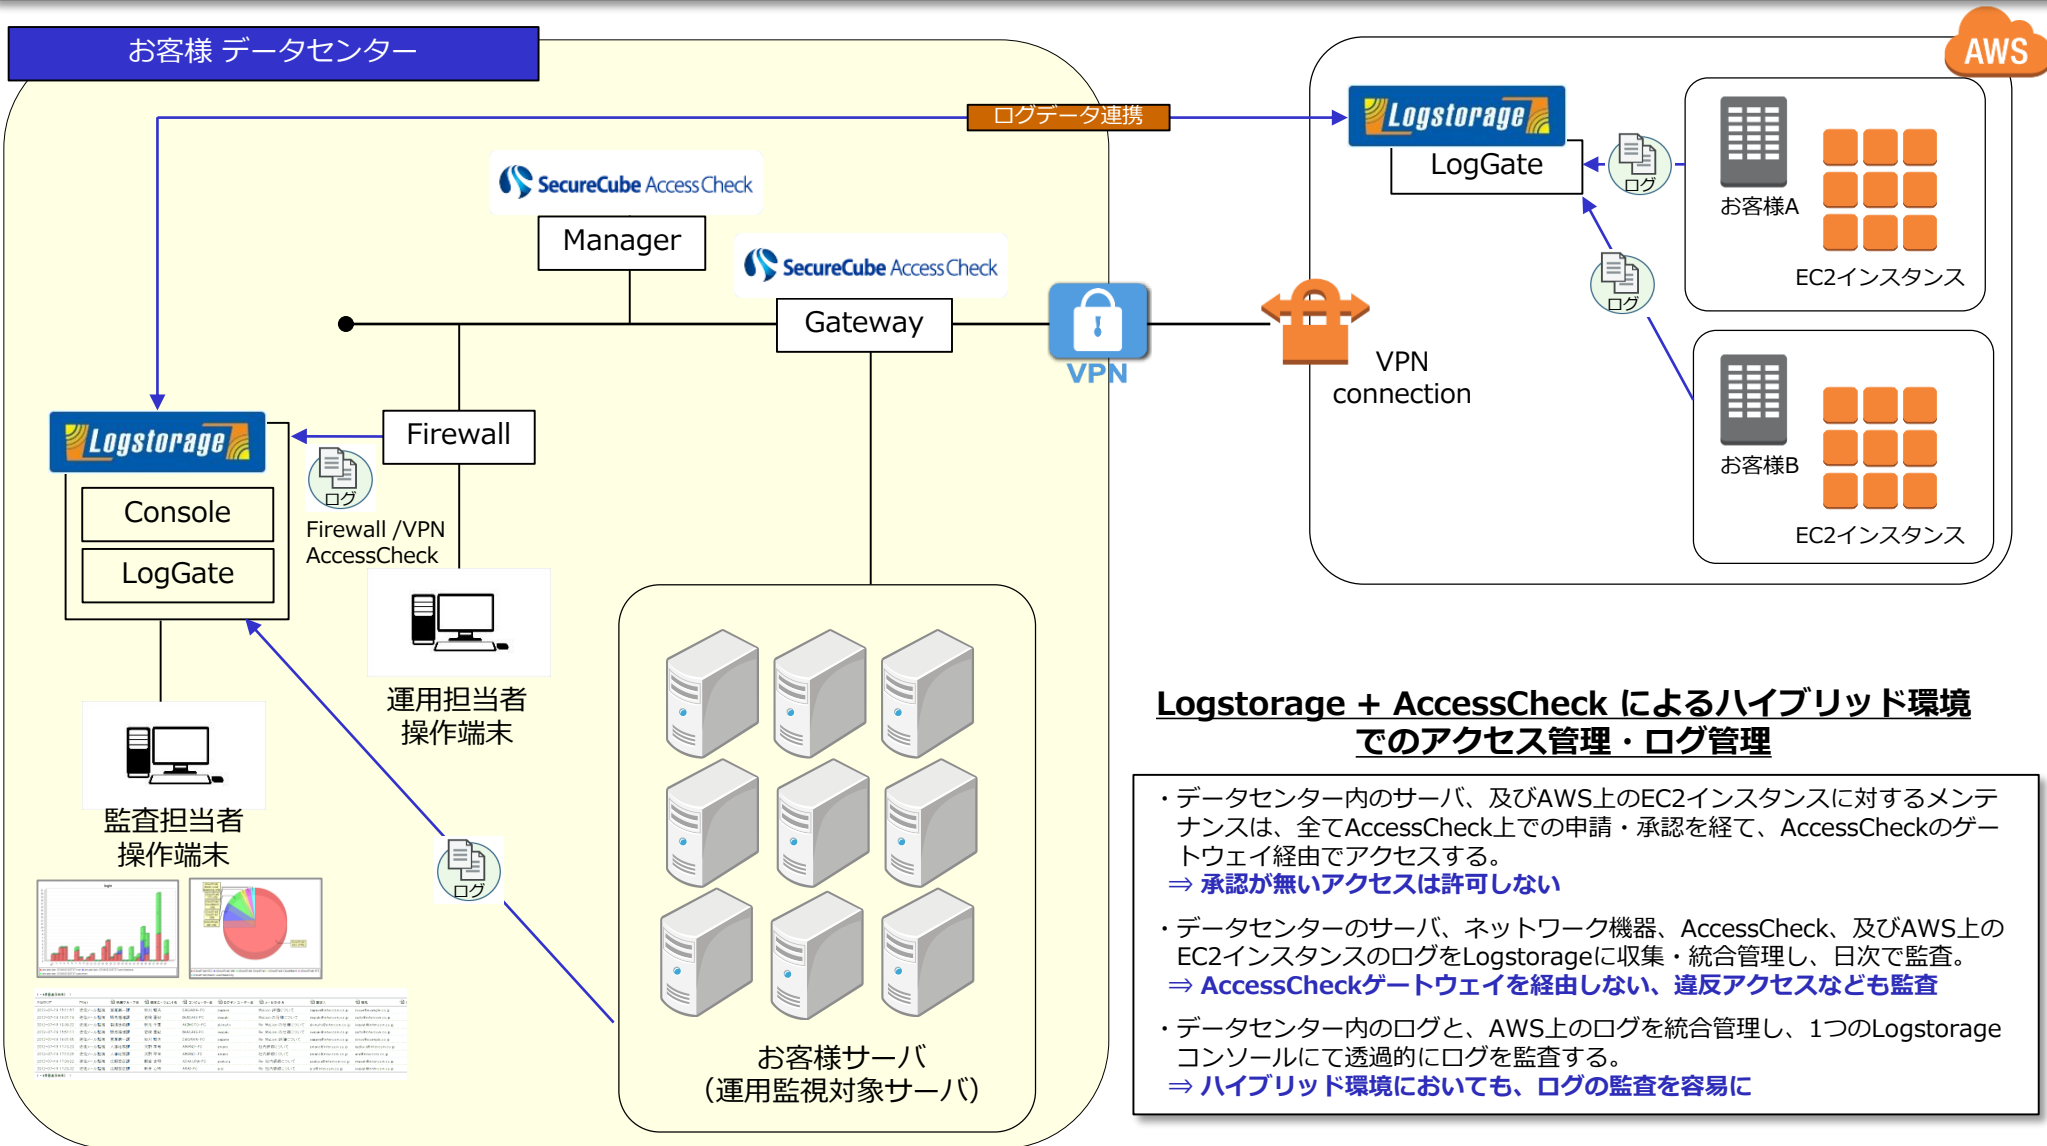 お客様 データセンター
AWS
ログデータ連携
Logstorage
LogGate
ログ
お客様A
EC2インスタンス
ログ
お客様B
EC2インスタンス
SecureCube AccessCheck
Manager
SecureCube AccessCheck
Gateway
VPN
VPN
connection
Logstorage
Console
LogGate
Firewall
ログ
Firewall /VPN
AccessCheck
運用担当者
操作端末
監査担当者
操作端末
ログ
お客様サーバ
（運用監視対象サーバ）
Logstorage + AccessCheck によるハイブリッド環境
でのアクセス管理・ログ管理
・データセンター内のサーバ、及びAWS上のEC2インスタンスに対するメンテ
ナンスは、全てAccessCheck上での申請・承認を経て、AccessCheckのゲー
トウェイ経由でアクセスする。
⇒ 承認が無いアクセスは許可しない
・データセンターのサーバ、ネットワーク機器、AccessCheck、及びAWS上の
EC2インスタンスのログをLogstorageに収集・統合管理し、日次で監査。
⇒ AccessCheckゲートウェイを経由しない、違反アクセスなども監査
・データセンター内のログと、AWS上のログを統合管理し、1つのLogstorage
コンソールにて透過的にログを監査する。
⇒ ハイブリッド環境においても、ログの監査を容易に